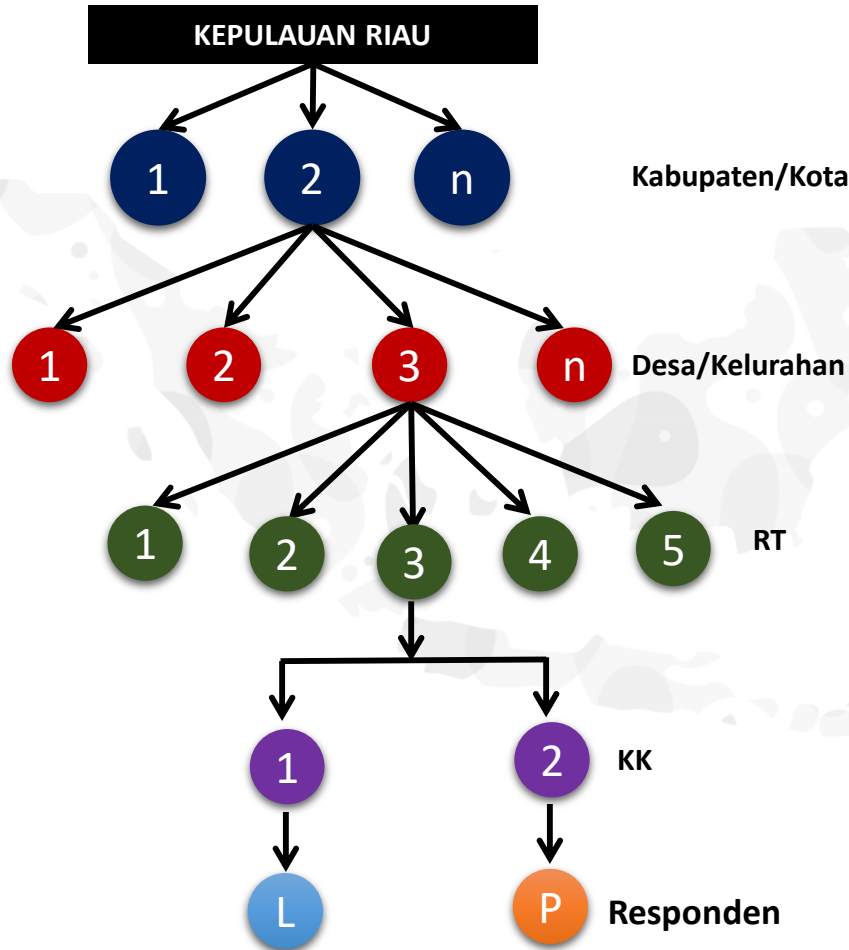 KEPULAUAN RIAU
1 2 n Kabupaten/Kota
1 2 3 n Desa/Kelurahan
1 2 3 4 5 RT
1 2 KK
L P Responden